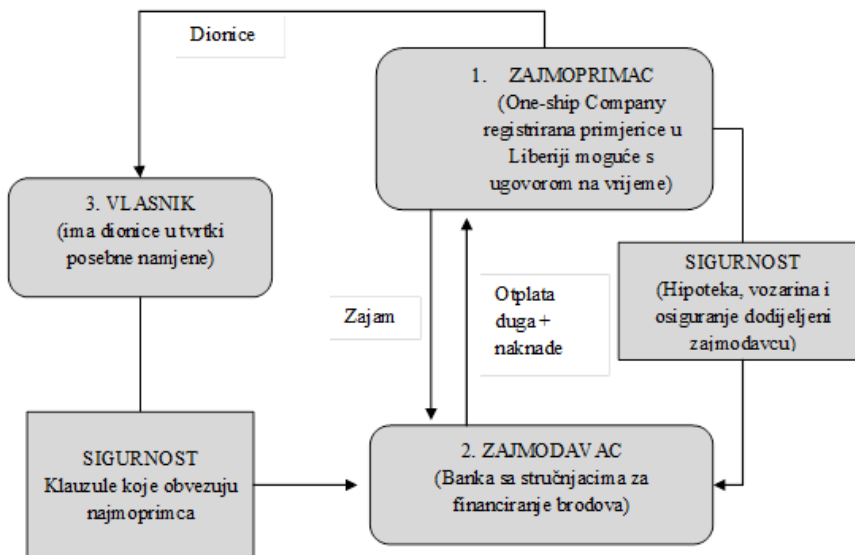 Dionice
1. ZAJMOPRIMAC
(One-ship Company
registrirana primjerice u
Liberiji moguće s
ugovorom na vrijeme)
3. VLASNIK
(ima dionice u tvrtki
posebne namjene)
SIGURNOST
(Hipoteka, vozarina i
osiguranje dodijeljeni
zajmodavcu)
Zajam
Otplata
duga +
naknade
SIGURNOST
Klauzule koje obvezuju
najmoprimca
2. ZAJMODAVAC
(Banka sa stručnjacima za
financiranje brodova)